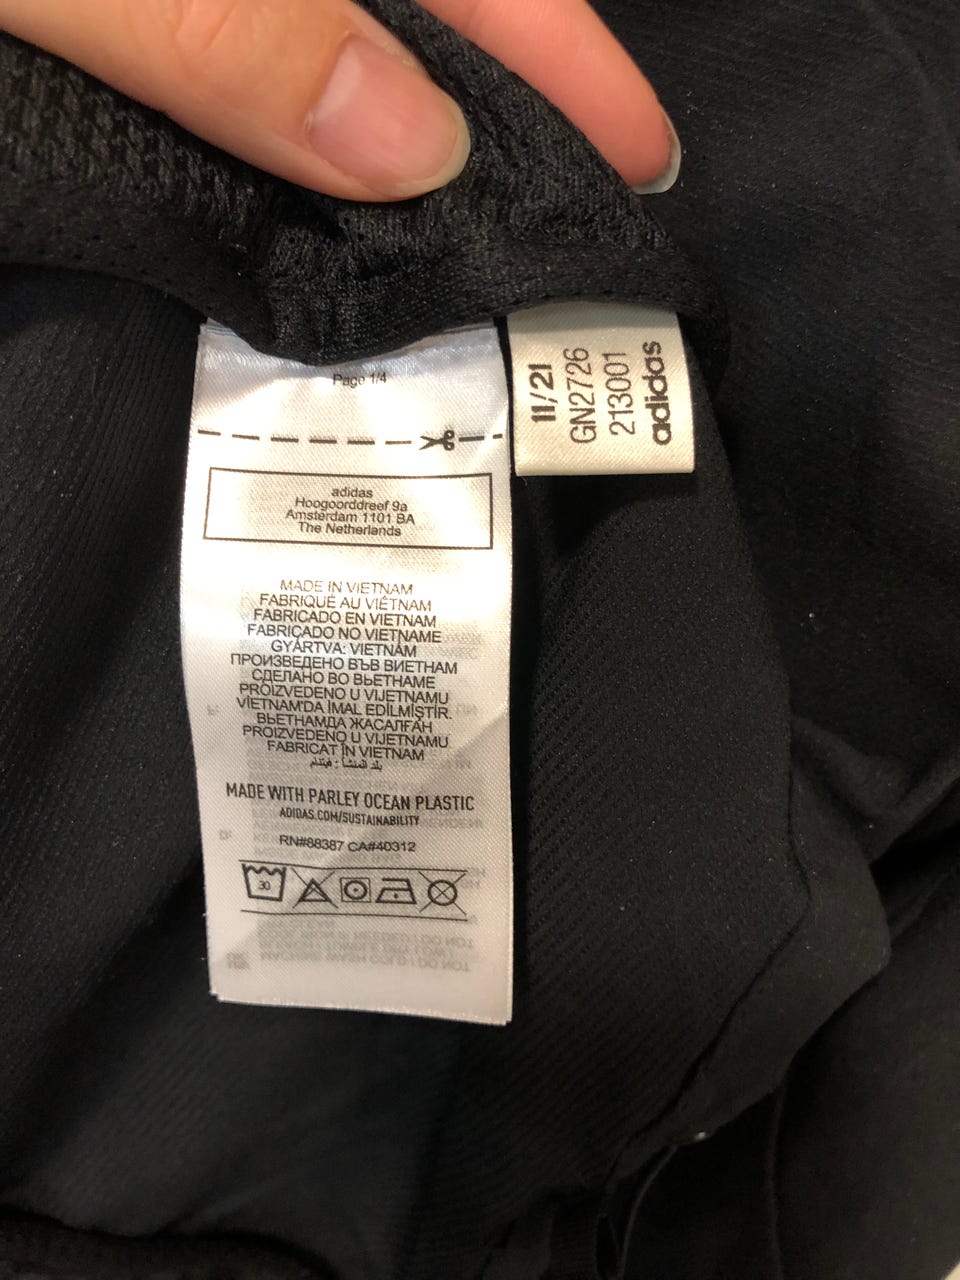 Page 1/4
adidas
Hoogoorddreef 9a
Amsterdam 1101 BA
The Netherlands
MADE IN VIETNAM
FABRIQUÉ AU VIÊTNAM
FABRICADO EN VIETNAM
FABRICADO NO VIETNAME
GYÁRTVA: VIETNÁM
ПРОИЗВЕДЕНО ВЪВ ВИЕТНАМ
СДЕЛАНО ВО ВЬЕТНАМЕ
PROIZVEDENO U VIJETNAMU
VİETNAM'DA İMAL EDİLMİŞTİR.
ВЬЕТНАМДА ЖАСАЛҒАН
PROIZVEDENO U VIJETNAMU
FABRICAT ÎN VIETNAM
بلد المنشأ : فيتنام
MADE WITH PARLEY OCEAN PLASTIC
ADIDAS.COM/SUSTAINABILITY
RN#88387 CA#40312
30
11/21
GN2726
213001
adidas